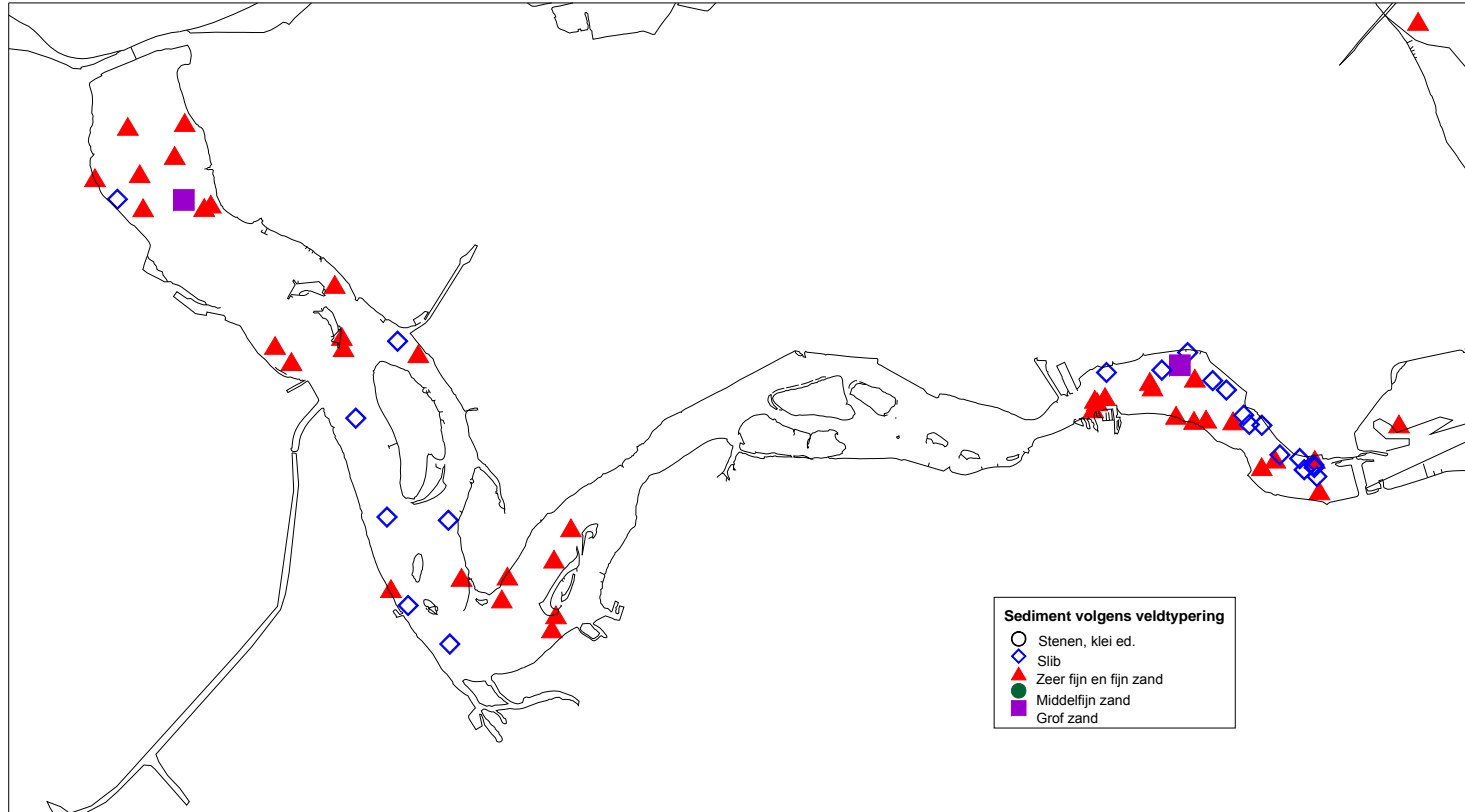 Sediment volgens veldtypering
Stenen, klei ed.
Slib
Zeer fijn en fijn zand
Middelfijn zand
Grof zand